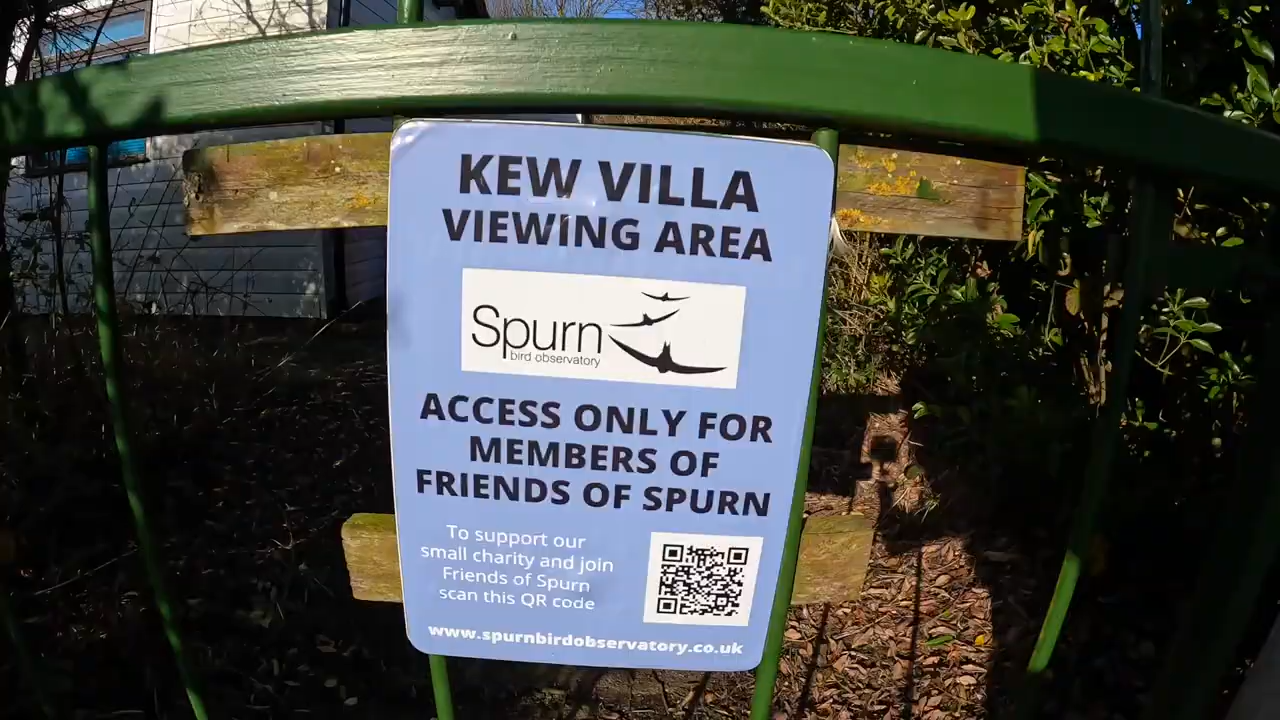 KEW VILLA
VIEWING AREA
Spurn
bird observatory
ACCESS ONLY FOR
MEMBERS OF
FRIENDS OF SPURN
To support our
small charity and join
Friends of Spurn
scan this QR code
www.spurnbirdobservatory.co.uk